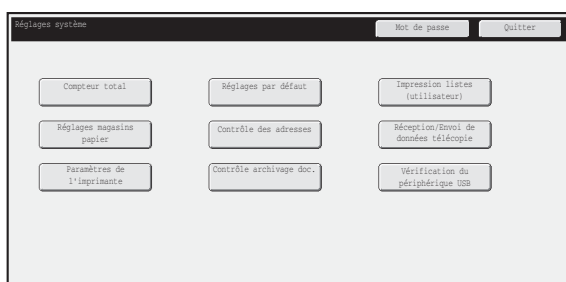 Réglages système
Mot de passe
Quitter
Compteur total
Réglages par défaut
Impression listes
(utilisateur)
Réglages magasins
papier
Contrôle des adresses
Réception/Envoi de
données télécopie
Paramètres de
l'imprimante
Contrôle archivage doc.
Vérification du
périphérique USB